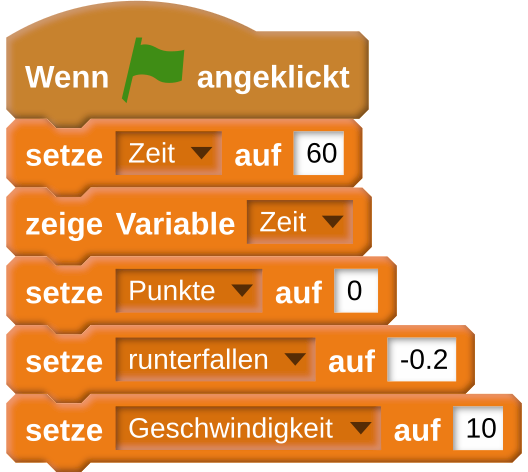 Wenn angeklickt
setze Zeit auf 60
zeige Variable Zeit
setze Punkte auf 0
setze runterfallen auf -0.2
setze Geschwindigkeit auf 10